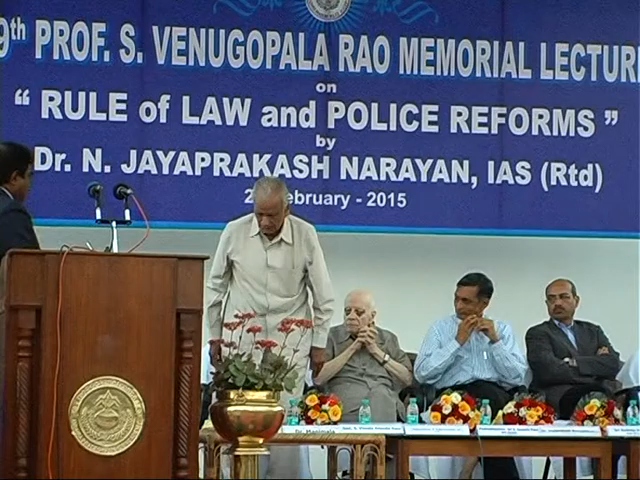 9th PROF. S. VENUGOPALA RAO MEMORIAL LECTUR
on
“ RULE of LAW and POLICE REFORMS ”
by
Dr. N. JAYAPRAKASH NARAYAN, IAS (Rtd)
February - 2015